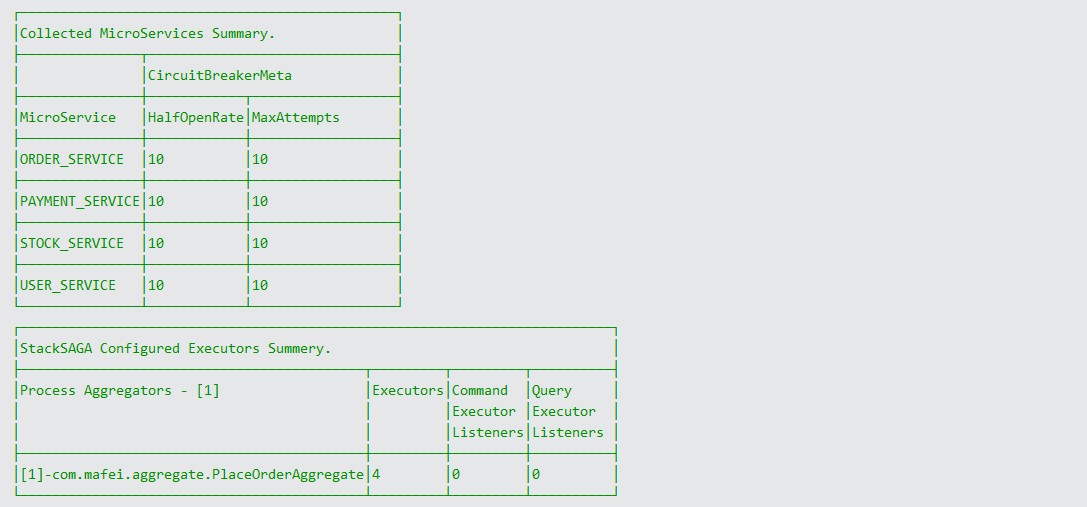 Collected MicroServices Summary.
CircuitBreakerMeta
MicroService HalfOpenRate MaxAttempts
ORDER_SERVICE 10 10
PAYMENT_SERVICE 10 10
STOCK_SERVICE 10 10
USER_SERVICE 10 10
StackSAGA Configured Executors Summery.
Process Aggregators - [1] Executors Command Query
Executor Executor
Listeners Listeners
[1]-com.mafei.aggregate.PlaceOrderAggregate 4 0 0